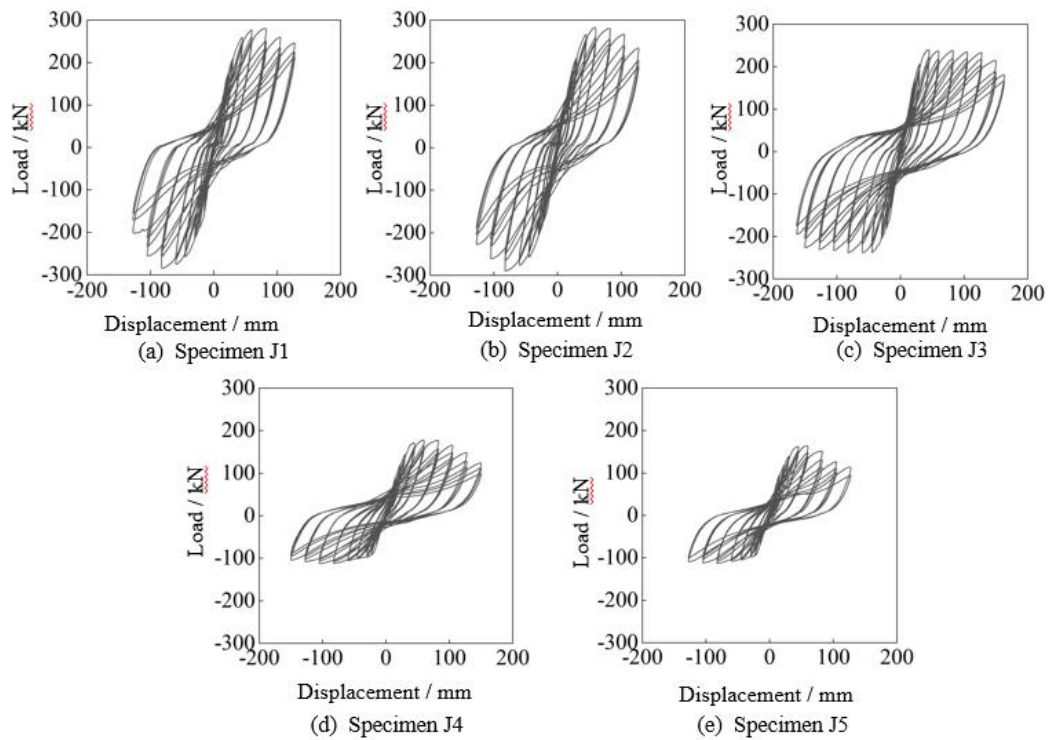 300
200
100
0
-100
-200
-300
-200 -100 0 100 200
Load / kN
Displacement / mm
(a) Specimen J1
300
200
100
0
-100
-200
-300
-200 -100 0 100 200
Load / kN
Displacement / mm
(b) Specimen J2
300
200
100
0
-100
-200
-300
-200 -100 0 100 200
Load / kN
Displacement / mm
(c) Specimen J3
300
200
100
0
-100
-200
-300
-200 -100 0 100 200
Load / kN
Displacement / mm
(d) Specimen J4
300
200
100
0
-100
-200
-300
-200 -100 0 100 200
Load / kN
Displacement / mm
(e) Specimen J5